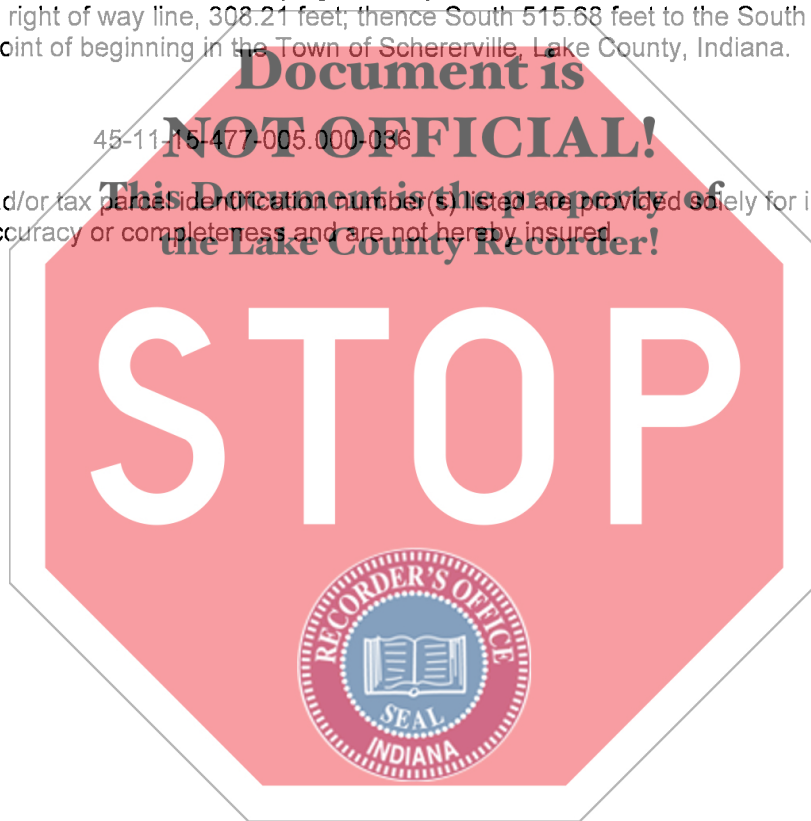 right of way line, 308.21 feet; thence South 515.68 feet to the South
oint of beginning in the Town of Schererville, Lake County, Indiana.
Document is
45-11-15-477-005.000-036
NOT OFFICIAL!
d/or tax parcel identification number(s) listed are provided solely for i
This Document is the property of
ccuracy or completeness and are not hereby insured.
the Lake County Recorder!
STOP
RECORDER'S OFFICE
SEAL
INDIANA